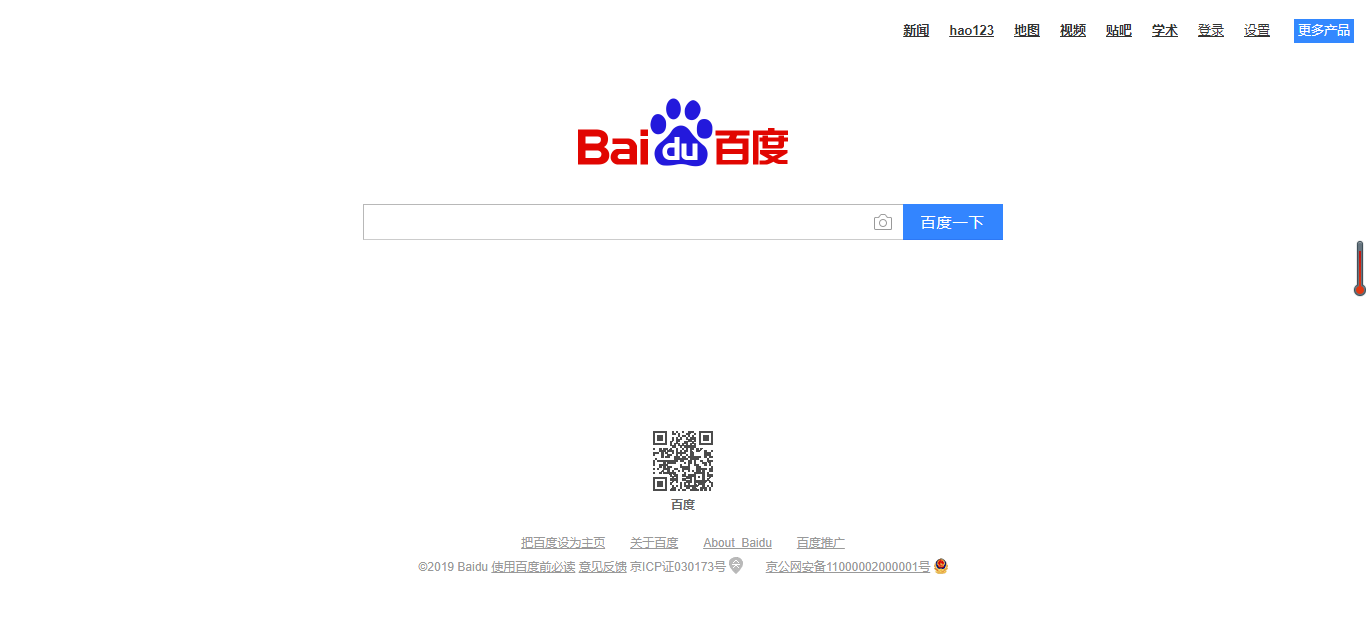 新闻 hao123 地图 视频 贴吧 学术 登录 设置 更多产品
Bai du 百度
百度一下
百度
把百度设为主页 关于百度 About Baidu 百度推广
©2019 Baidu 使用百度前必读 意见反馈 京ICP证030173号 京公网安备11000002000001号